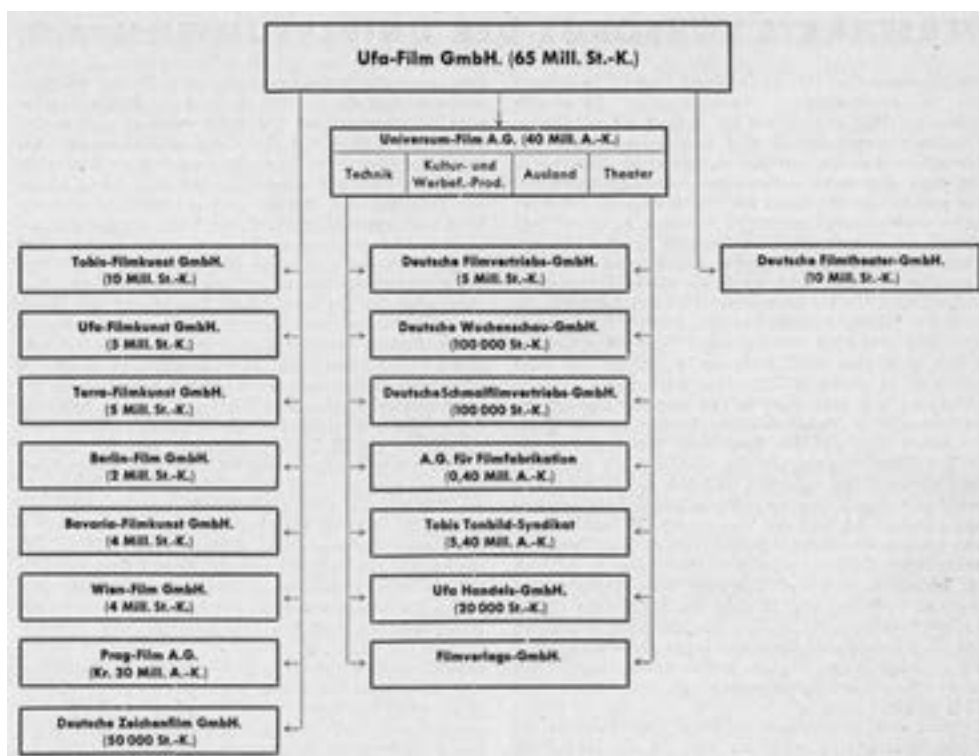 Ufa-Film GmbH. (65 Mill. St.-K.)
Universum-Film A.G. (40 Mill. A.-K.)
Technik
Kultur- und
Werbef.-Prod.
Ausland
Theater
Tobis-Filmkunst GmbH.
(10 Mill. St.-K.)
Ufa-Filmkunst GmbH.
(5 Mill. St.-K.)
Terra-Filmkunst GmbH.
(5 Mill. St.-K.)
Berlin-Film GmbH.
(2 Mill. St.-K.)
Bavaria-Filmkunst GmbH.
(4 Mill. St.-K.)
Wien-Film GmbH.
(4 Mill. St.-K.)
Prag-Film A.G.
(Kr. 30 Mill. A.-K.)
Deutsche Zeichenfilm GmbH.
(50 000 St.-K.)
Deutsche Filmvertriebs-GmbH.
(5 Mill. St.-K.)
Deutsche Wochenschau-GmbH.
(100 000 St.-K.)
Deutsche Schmalfilmvertriebs-GmbH.
(100 000 St.-K.)
A.G. für Filmfabrikation
(0,40 Mill. A.-K.)
Tobis Tonbild-Syndikat
(5,40 Mill. A.-K.)
Ufa Handels-GmbH.
(20 000 St.-K.)
Filmverlags-GmbH.
Deutsche Filmtheater-GmbH.
(10 Mill. St.-K.)